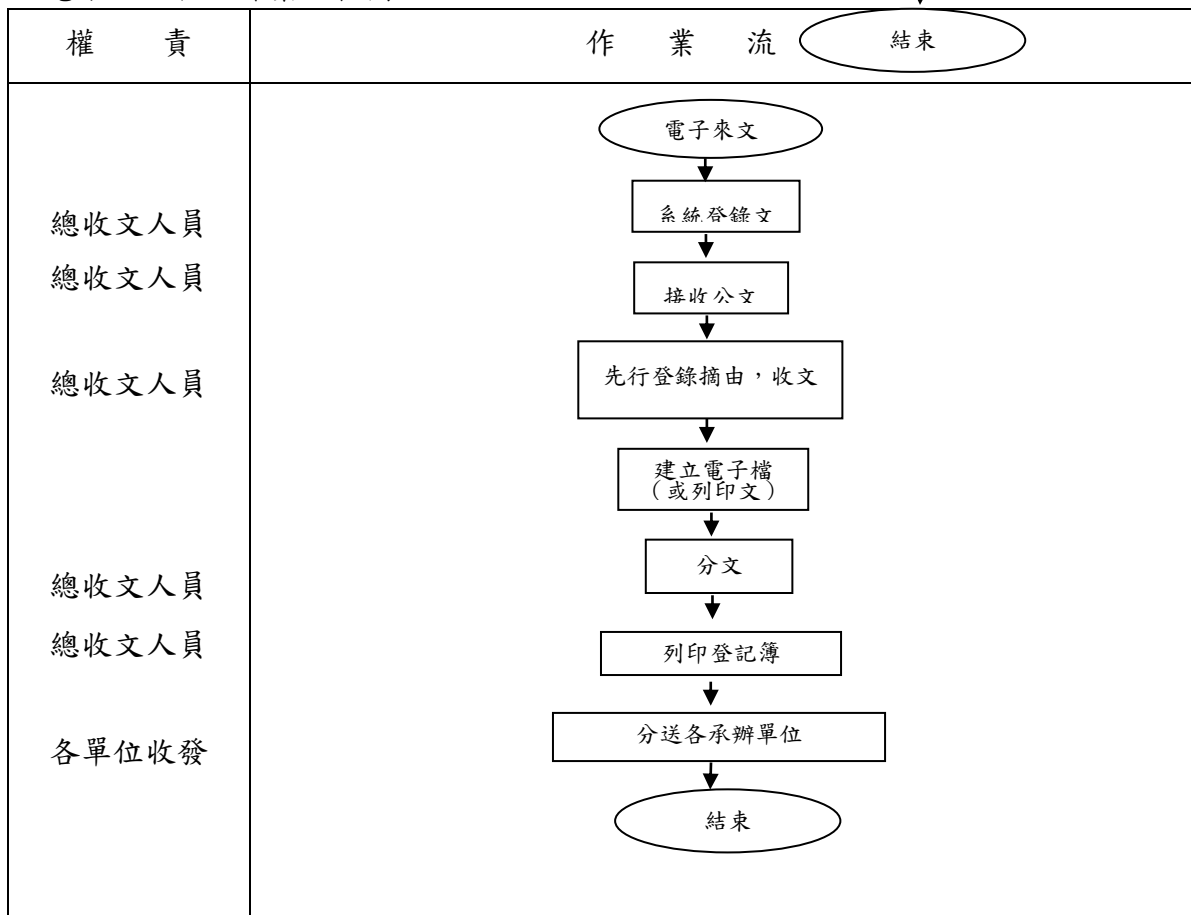 權 責
作 業 流
結束
電子來文
總收文人員
系統登錄文
總收文人員
接收公文
總收文人員
先行登錄摘由，收文
建立電子檔
（或列印文）
總收文人員
分文
總收文人員
列印登記簿
各單位收發
分送各承辦單位
結束